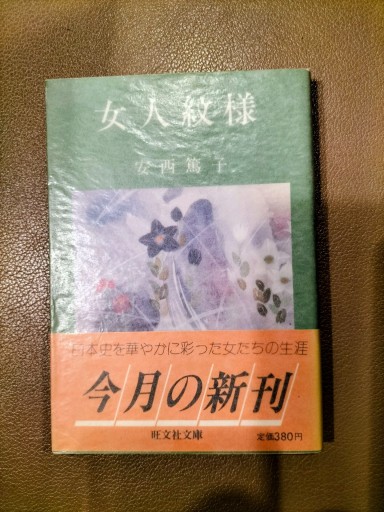 女人紋様
安西篤子
日本史を華やかに彩った女たちの生涯
今月の新刊
旺文社文庫
定価380円